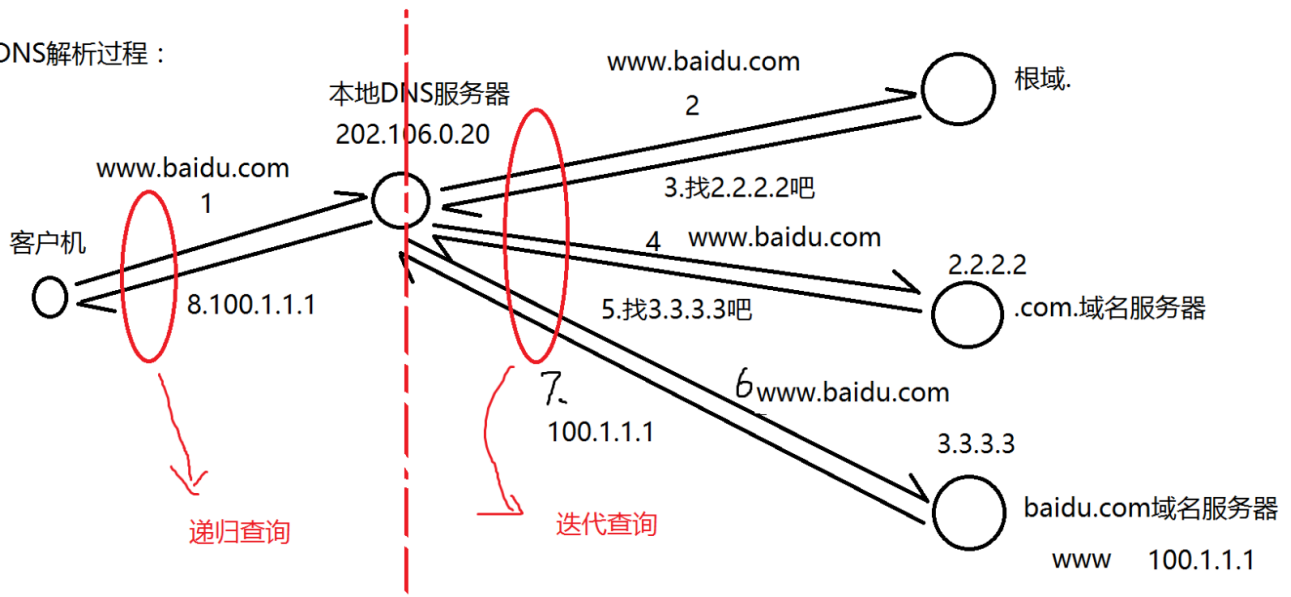 DNS解析过程：
本地DNS服务器
202.106.0.20
www.baidu.com
1
客户机
8.100.1.1.1
www.baidu.com
2
根域.
3.找2.2.2.2吧
4 www.baidu.com
2.2.2.2
.com.域名服务器
5.找3.3.3.3吧
6 www.baidu.com
7.
100.1.1.1
3.3.3.3
baidu.com域名服务器
www 100.1.1.1
递归查询
迭代查询